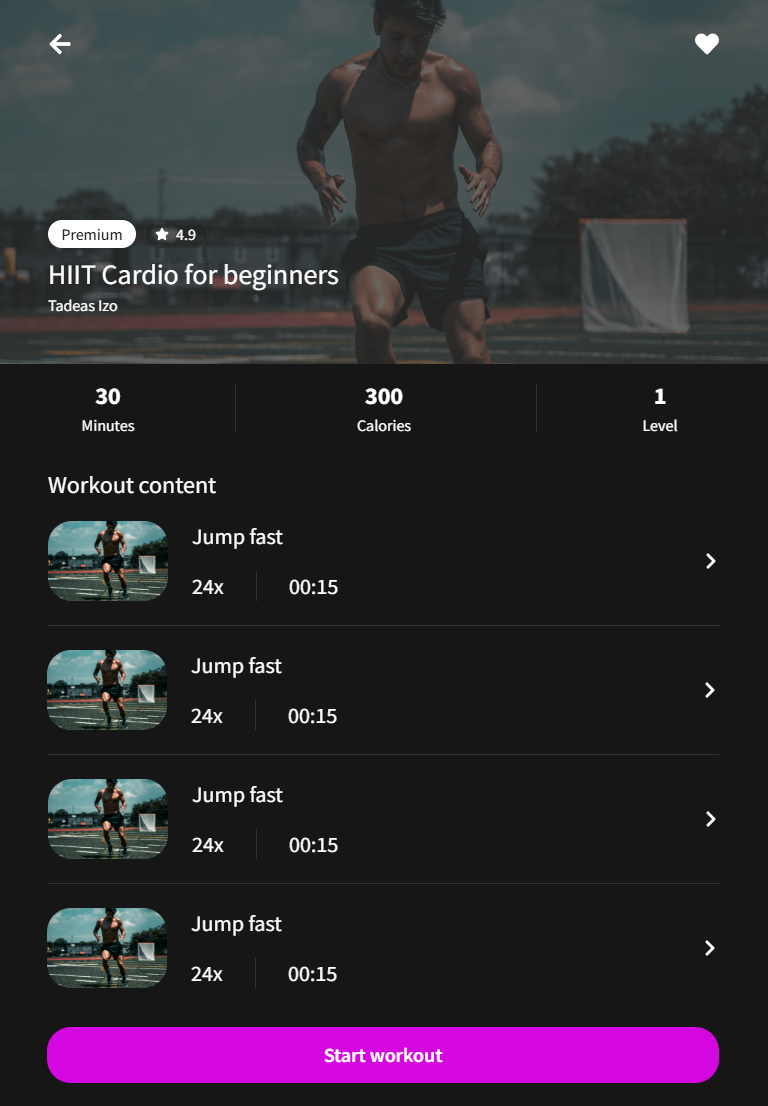 Premium
4.9
HIIT Cardio for beginners
Tadeas Izo
30
300
1
Minutes
Calories
Level
Workout content
Jump fast
24x
00:15
Jump fast
24x
00:15
Jump fast
24x
00:15
Jump fast
24x
00:15
Start workout